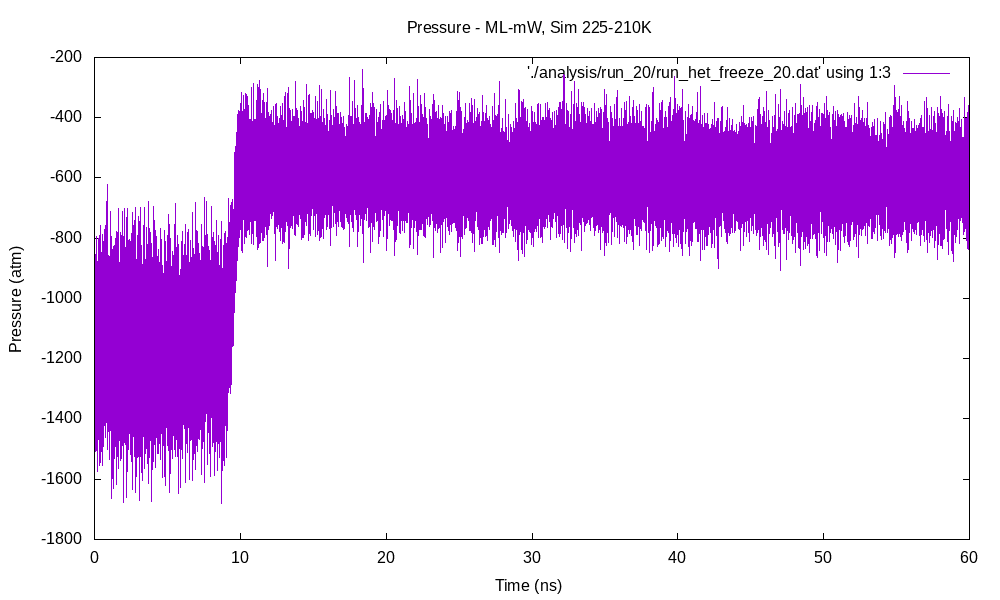 Pressure - ML-mW, Sim 225-210K
'./analysis/run_20/run_het_freeze_20.dat' using 1:3
-200
-400
-600
-800
-1000
-1200
-1400
-1600
-1800
Pressure (atm)
0 10 20 30 40 50 60
Time (ns)